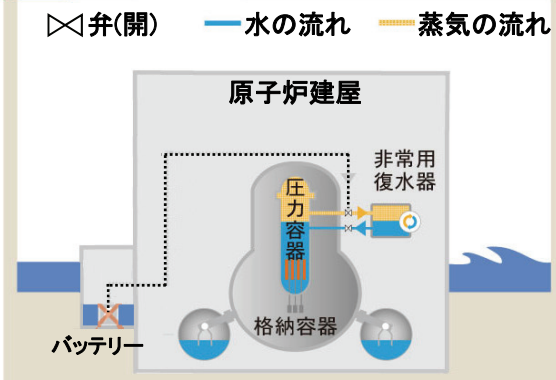 弁(開) 水の流れ 蒸気の流れ
原子炉建屋
非常用
復水器
圧力容器
格納容器
バッテリー